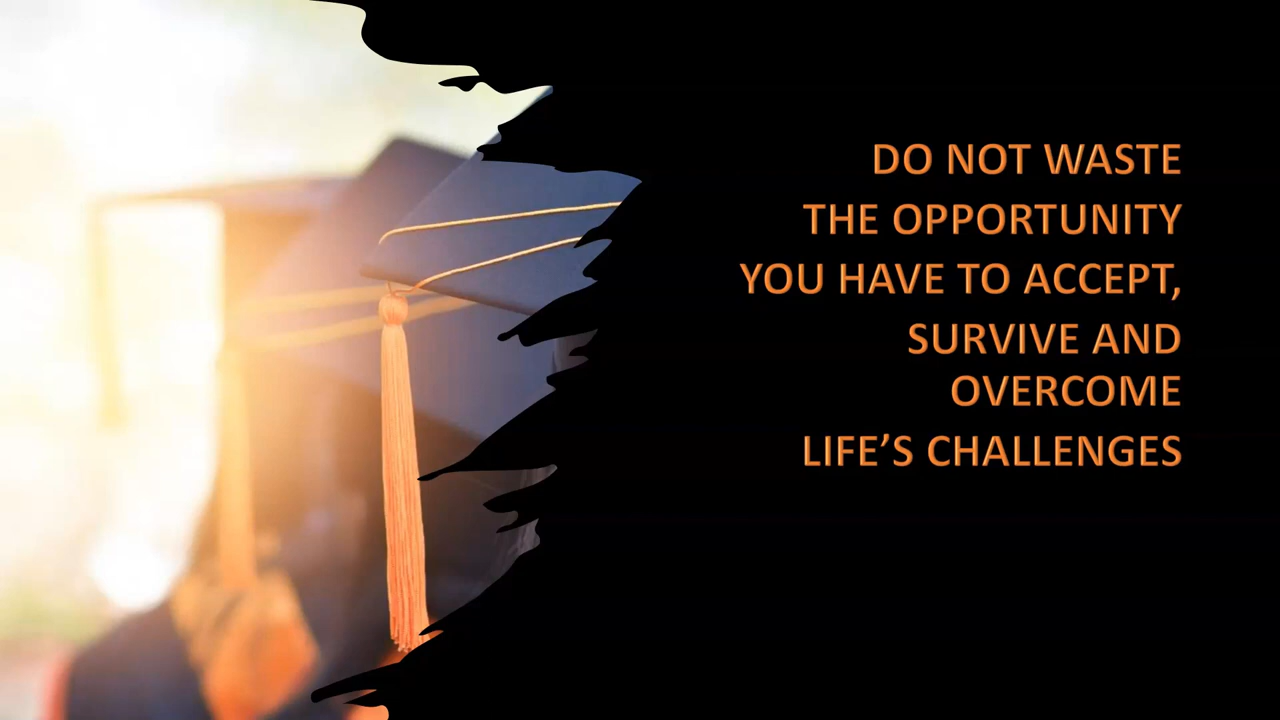 DO NOT WASTE
THE OPPORTUNITY
YOU HAVE TO ACCEPT,
SURVIVE AND
OVERCOME
LIFE’S CHALLENGES